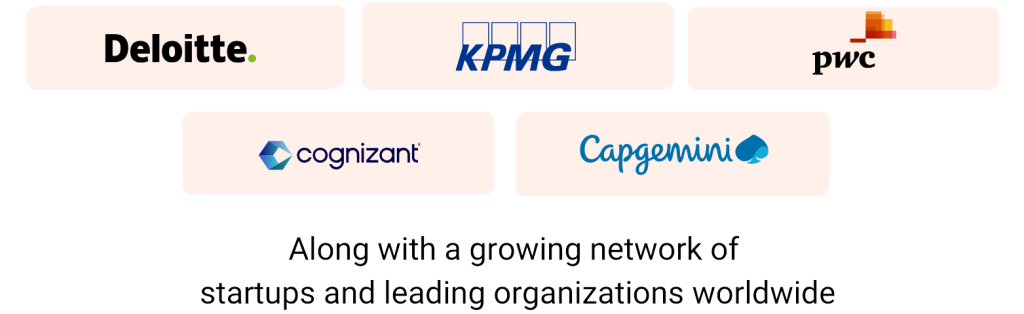 Deloitte.
KPMG
pwc
cognizant
Capgemini
Along with a growing network of
startups and leading organizations worldwide